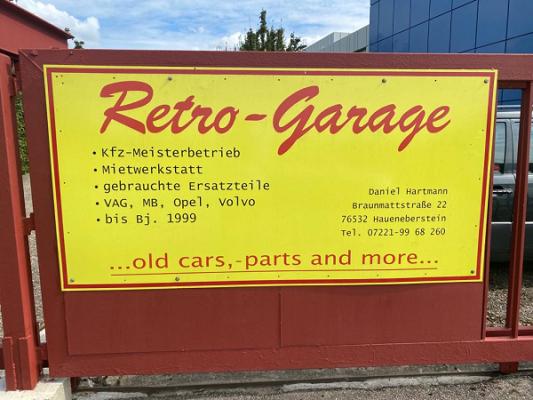 Retro-Garage
• Kfz-Meisterbetrieb
• Mietwerkstatt
• gebrauchte Ersatzteile
• VAG, MB, Opel, Volvo
• bis Bj. 1999
Daniel Hartmann
Braunmattstraße 22
76532 Haueneberstein
Tel. 07221-99 68 260
...old cars,-parts and more...